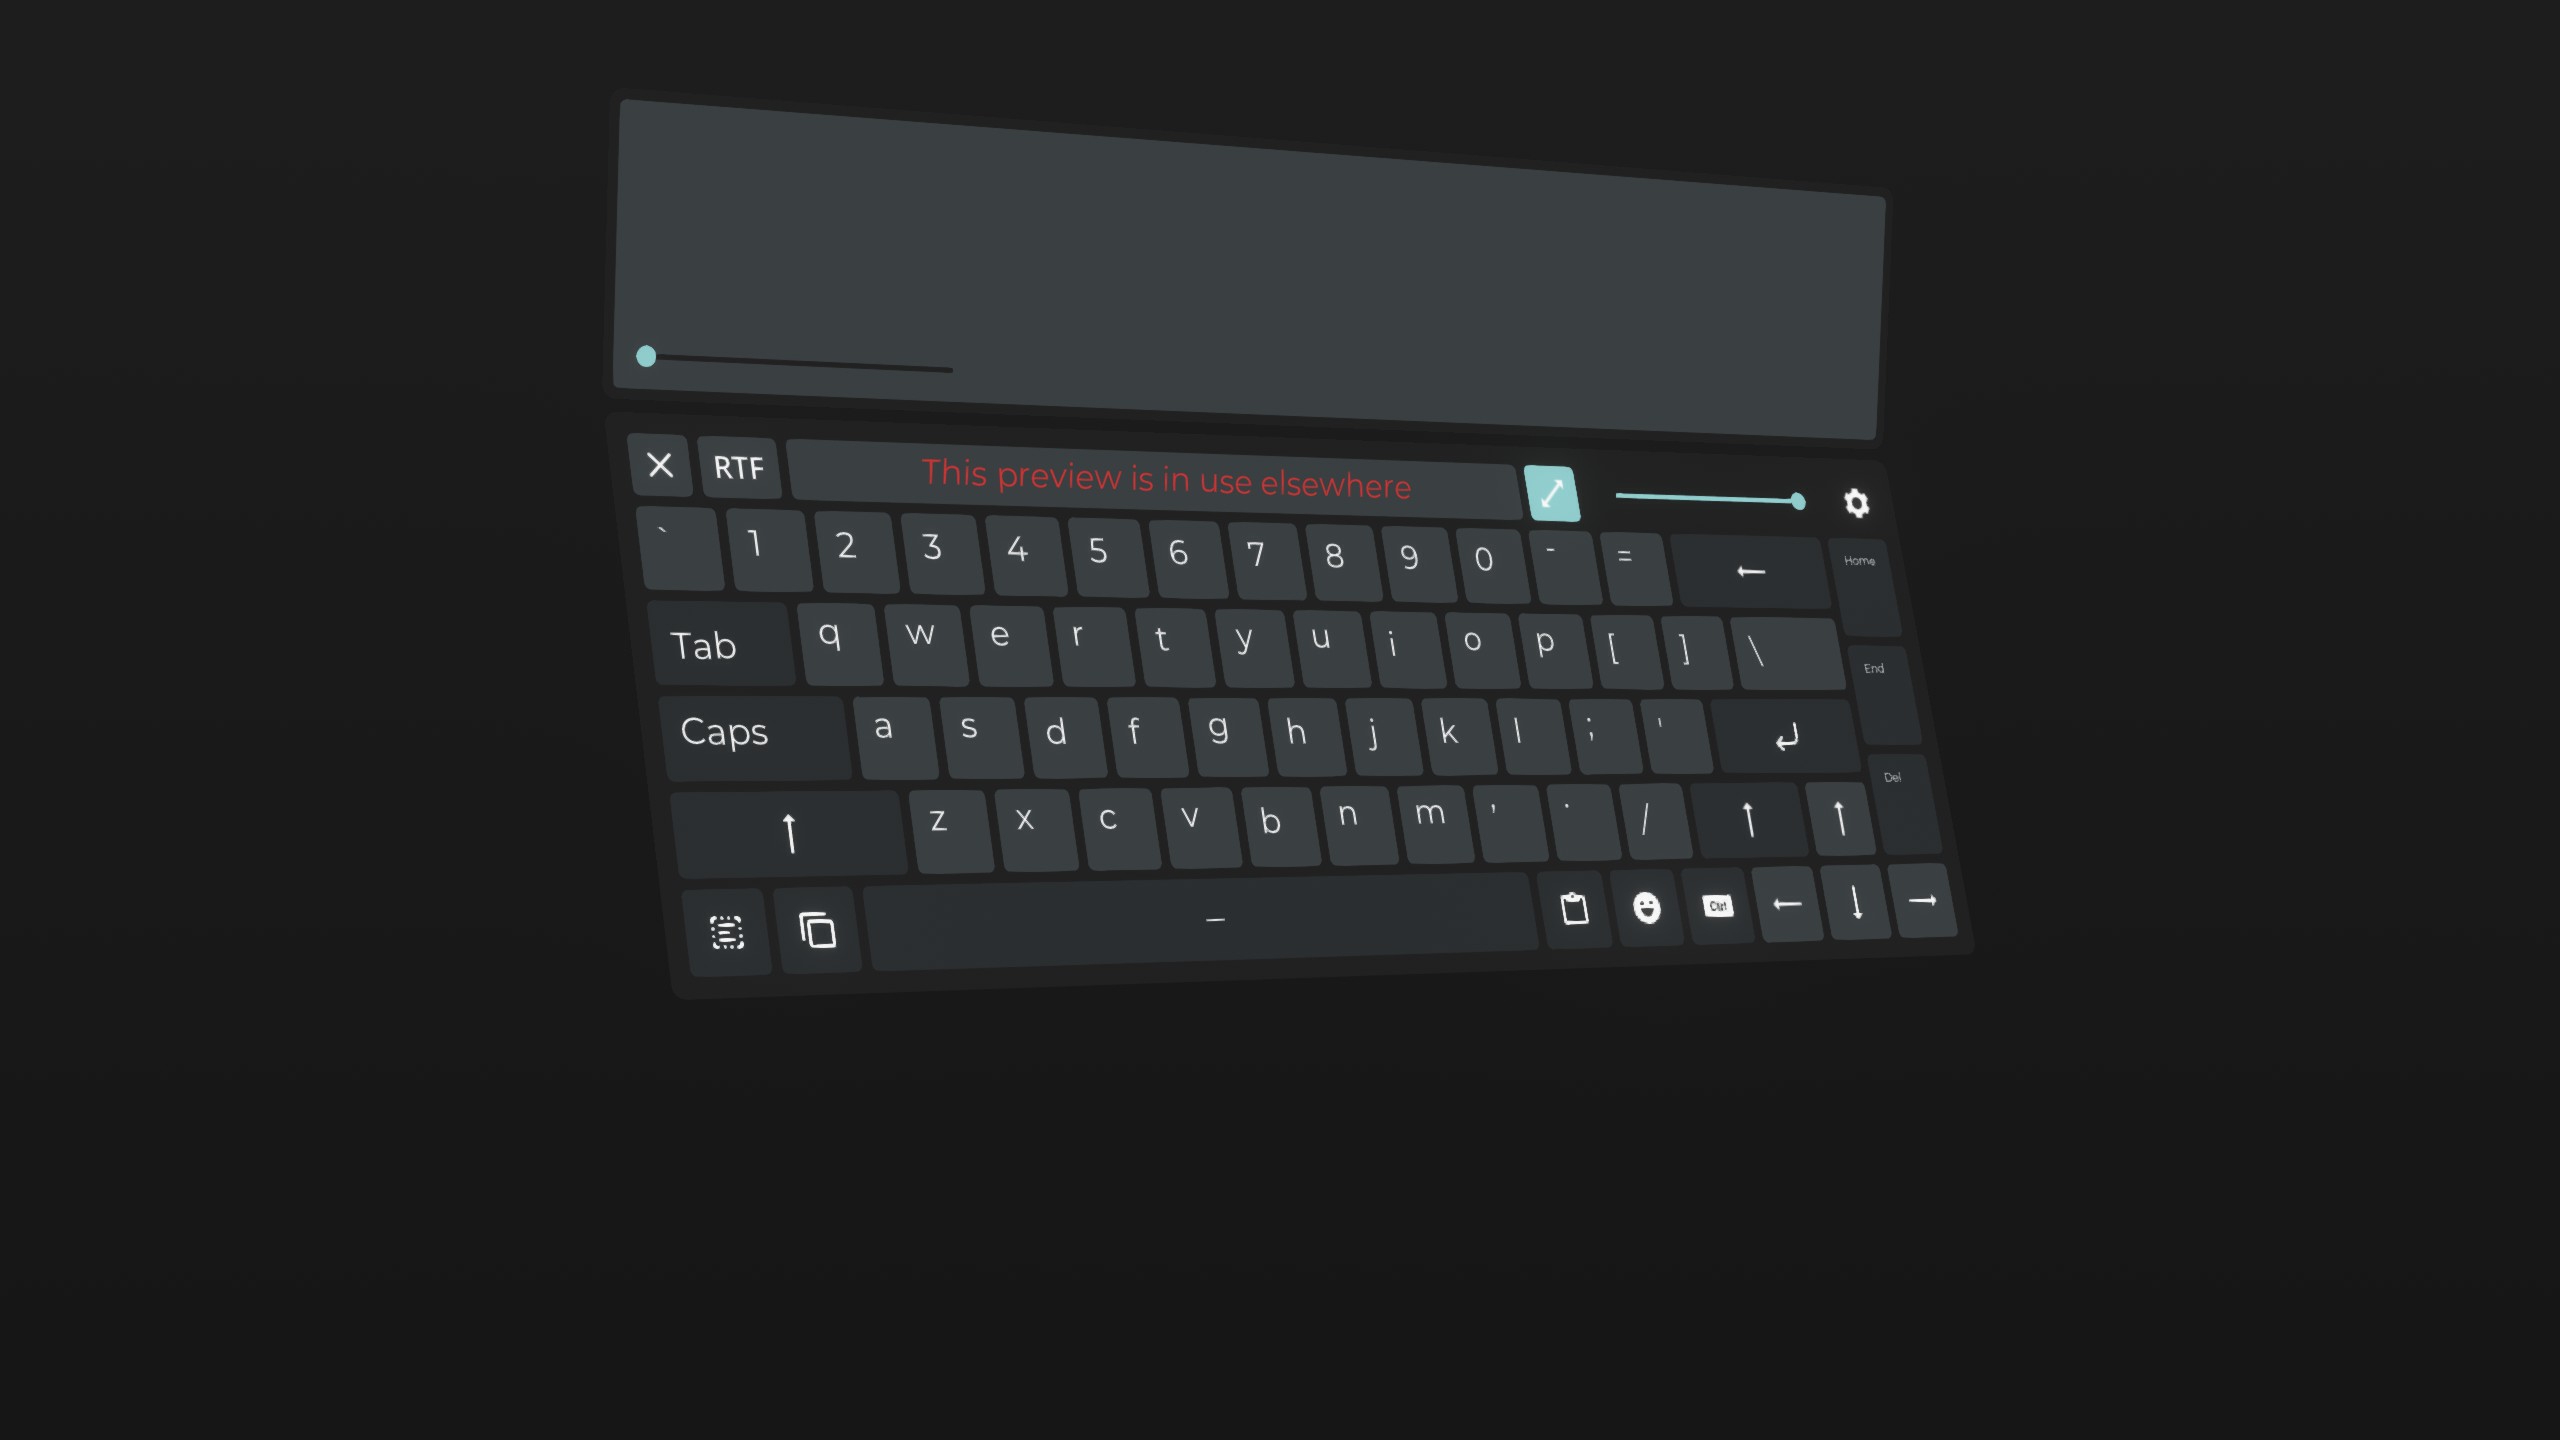 RTF This preview is in use elsewhere
` 1 2 3 4 5 6 7 8 9 0 - = ← Home
Tab q w e r t y u i o p [ ] \ End
Caps a s d f g h j k l ; ' ↵ Del
↑ z x c v b n m , . / ↑ ↑
_ Ctrl ← ↓ →